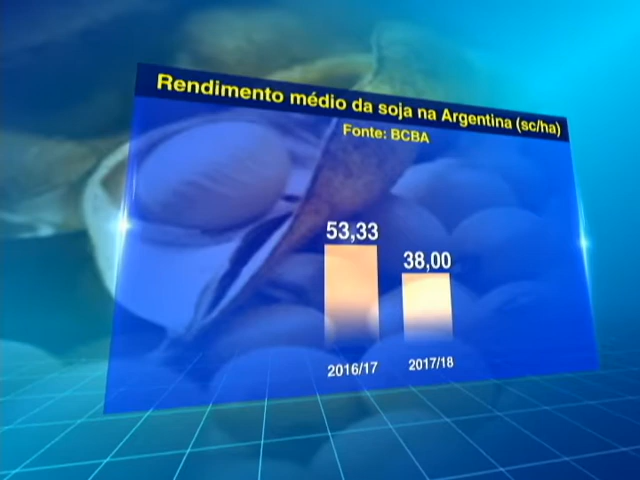 Rendimento médio da soja na Argentina (sc/ha)
Fonte: BCBA
53,33
38,00
2016/17
2017/18